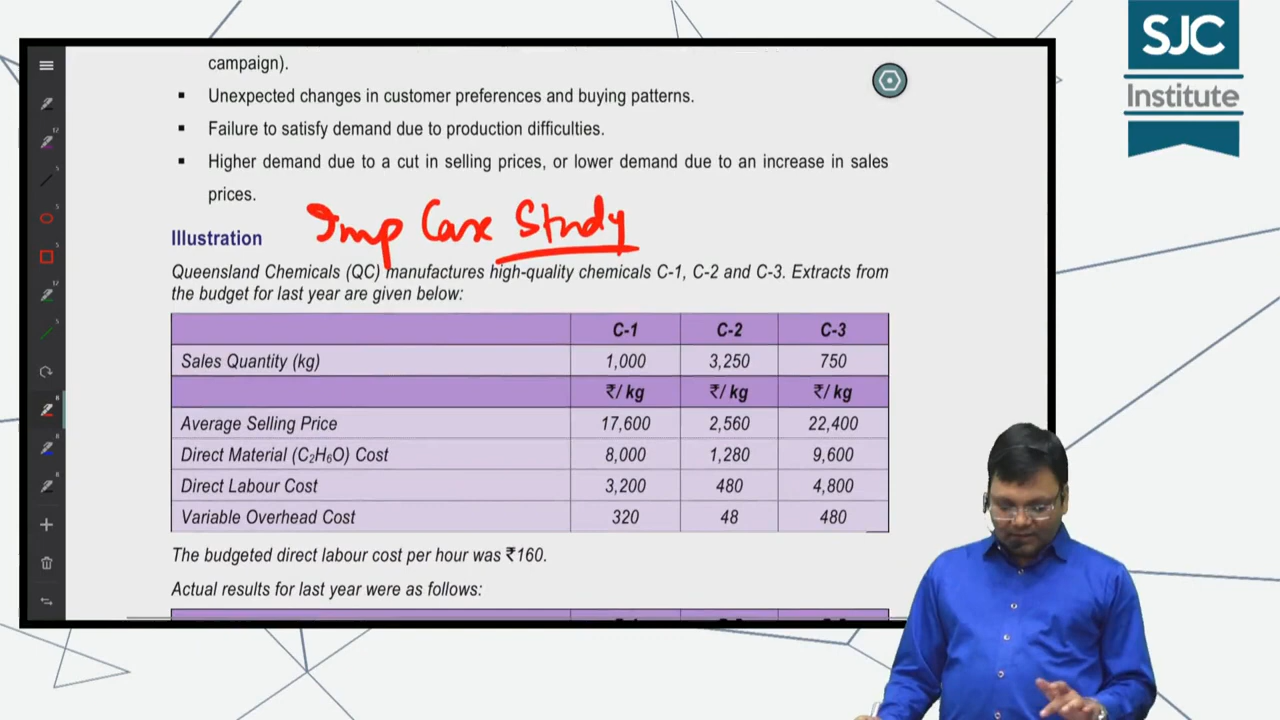 SJC
Institute
campaign).
▪ Unexpected changes in customer preferences and buying patterns.
▪ Failure to satisfy demand due to production difficulties.
▪ Higher demand due to a cut in selling prices, or lower demand due to an increase in sales
prices.
Imp Case Study
Illustration
Queensland Chemicals (QC) manufactures high-quality chemicals C-1, C-2 and C-3. Extracts from
the budget for last year are given below:
C-1 C-2 C-3
Sales Quantity (kg) 1,000 3,250 750
₹/ kg ₹/ kg ₹/ kg
Average Selling Price 17,600 2,560 22,400
Direct Material (C₂H₆O) Cost 8,000 1,280 9,600
Direct Labour Cost 3,200 480 4,800
Variable Overhead Cost 320 48 480
The budgeted direct labour cost per hour was ₹160.
Actual results for last year were as follows: